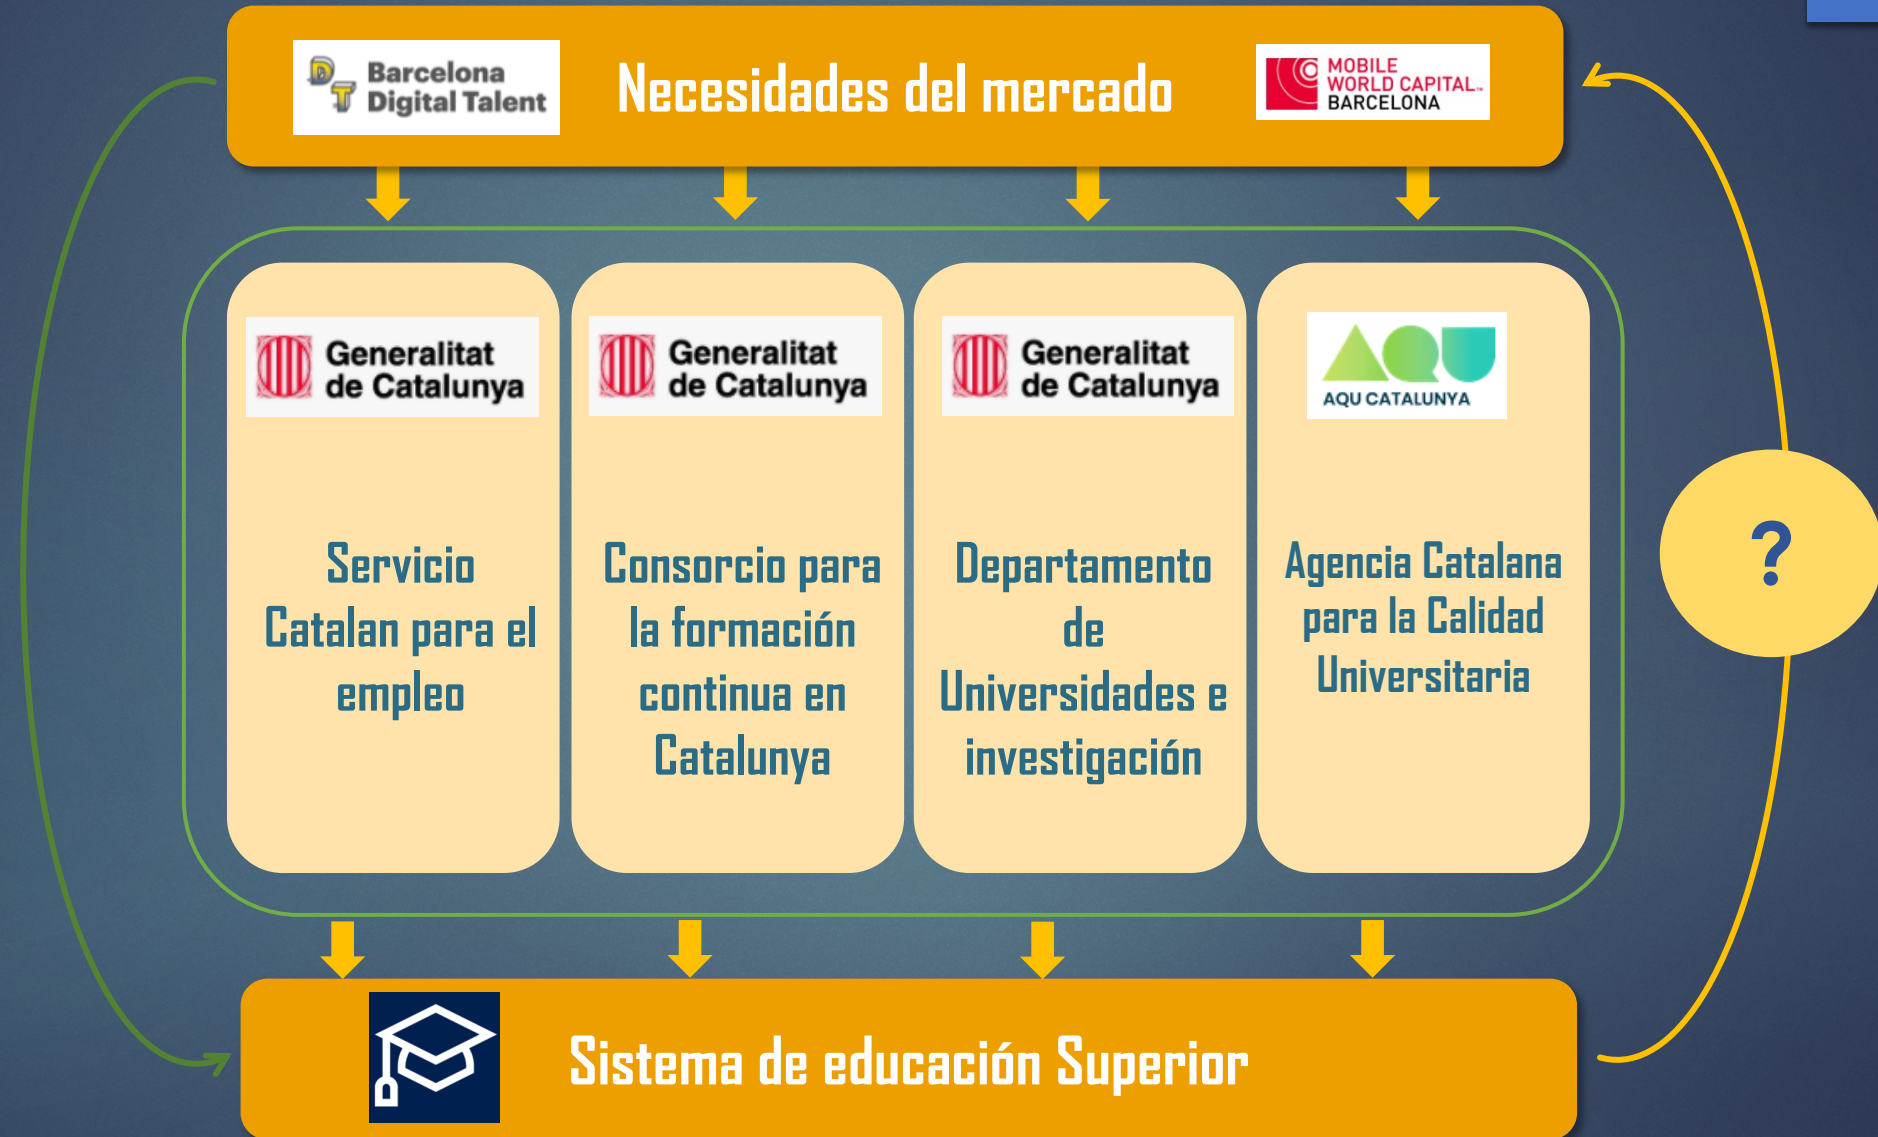 Barcelona
Digital Talent
Necesidades del mercado
MOBILE
WORLD CAPITAL™
BARCELONA
Generalitat
de Catalunya
Servicio
Catalan para el
empleo
Generalitat
de Catalunya
Consorcio para
la formación
continua en
Catalunya
Generalitat
de Catalunya
Departamento
de
Universidades e
investigación
AQU
AQU CATALUNYA
Agencia Catalana
para la Calidad
Universitaria
?
Sistema de educación Superior